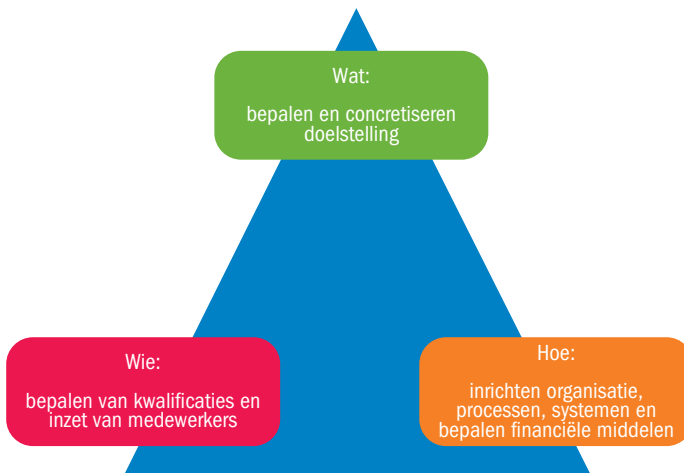 Wat:
bepalen en concretiseren
doelstelling
Wie:
bepalen van kwalificaties en
inzet van medewerkers
Hoe:
inrichten organisatie,
processen, systemen en
bepalen financiële middelen